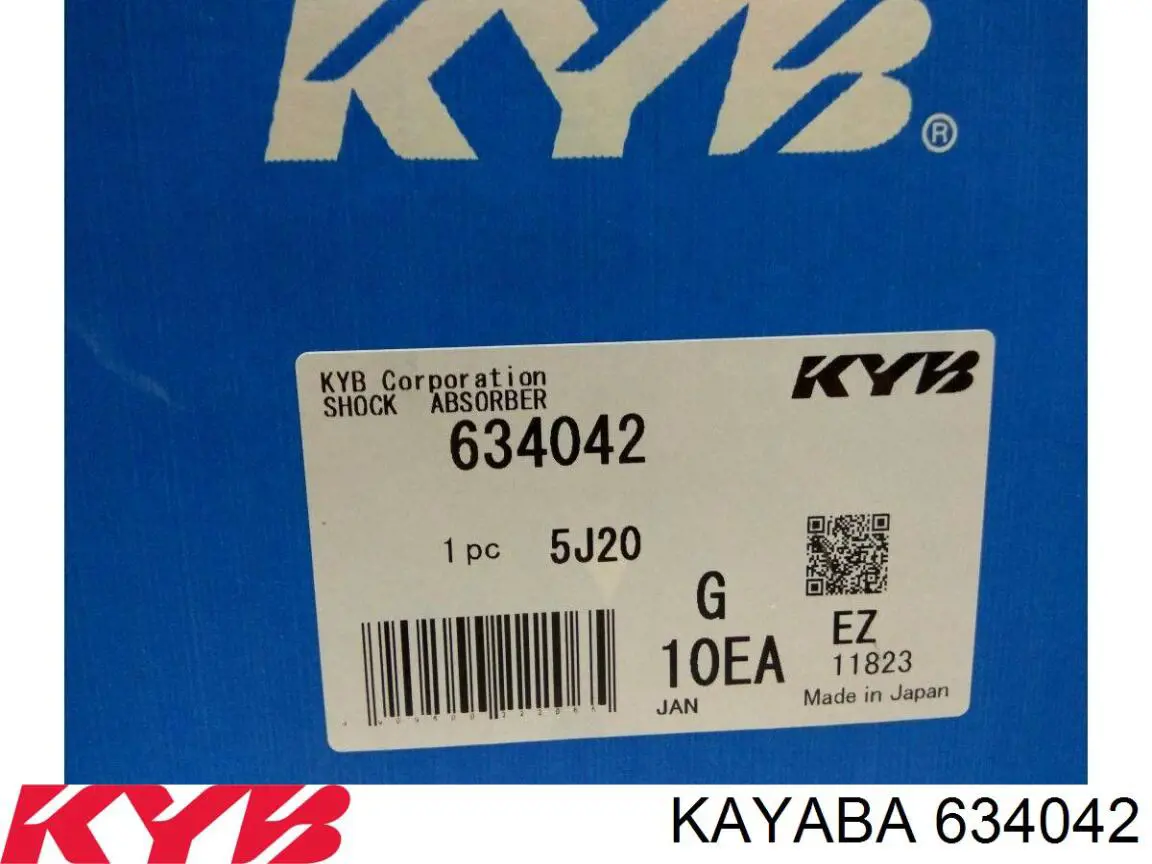 KYB®
KYB Corporation
KYB
SHOCK ABSORBER
634042
1 pc 5J20
G
EZ
10EA
11823
JAN
Made in Japan
KYB
KAYABA 634042